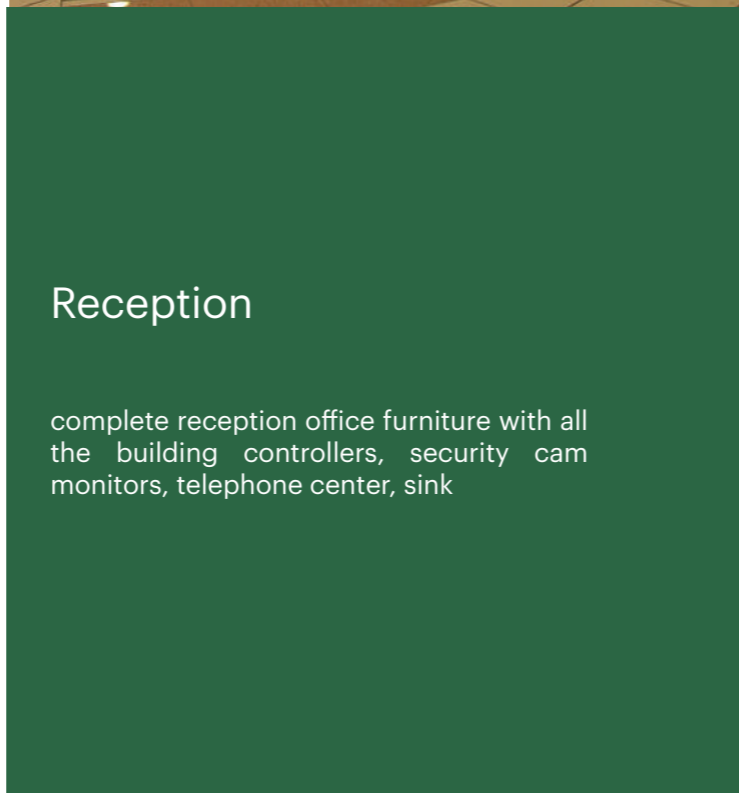 Reception
complete reception office furniture with all
the building controllers, security cam
monitors, telephone center, sink